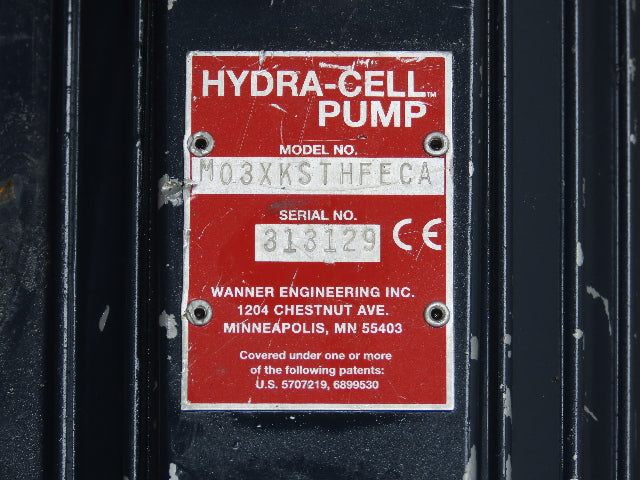 HYDRA-CELL™
PUMP
MODEL NO.
M03XKSTHFECA
SERIAL NO.
313129 CE
WANNER ENGINEERING INC.
1204 CHESTNUT AVE.
MINNEAPOLIS, MN 55403
Covered under one or more
of the following patents:
U.S. 5707219, 6899530